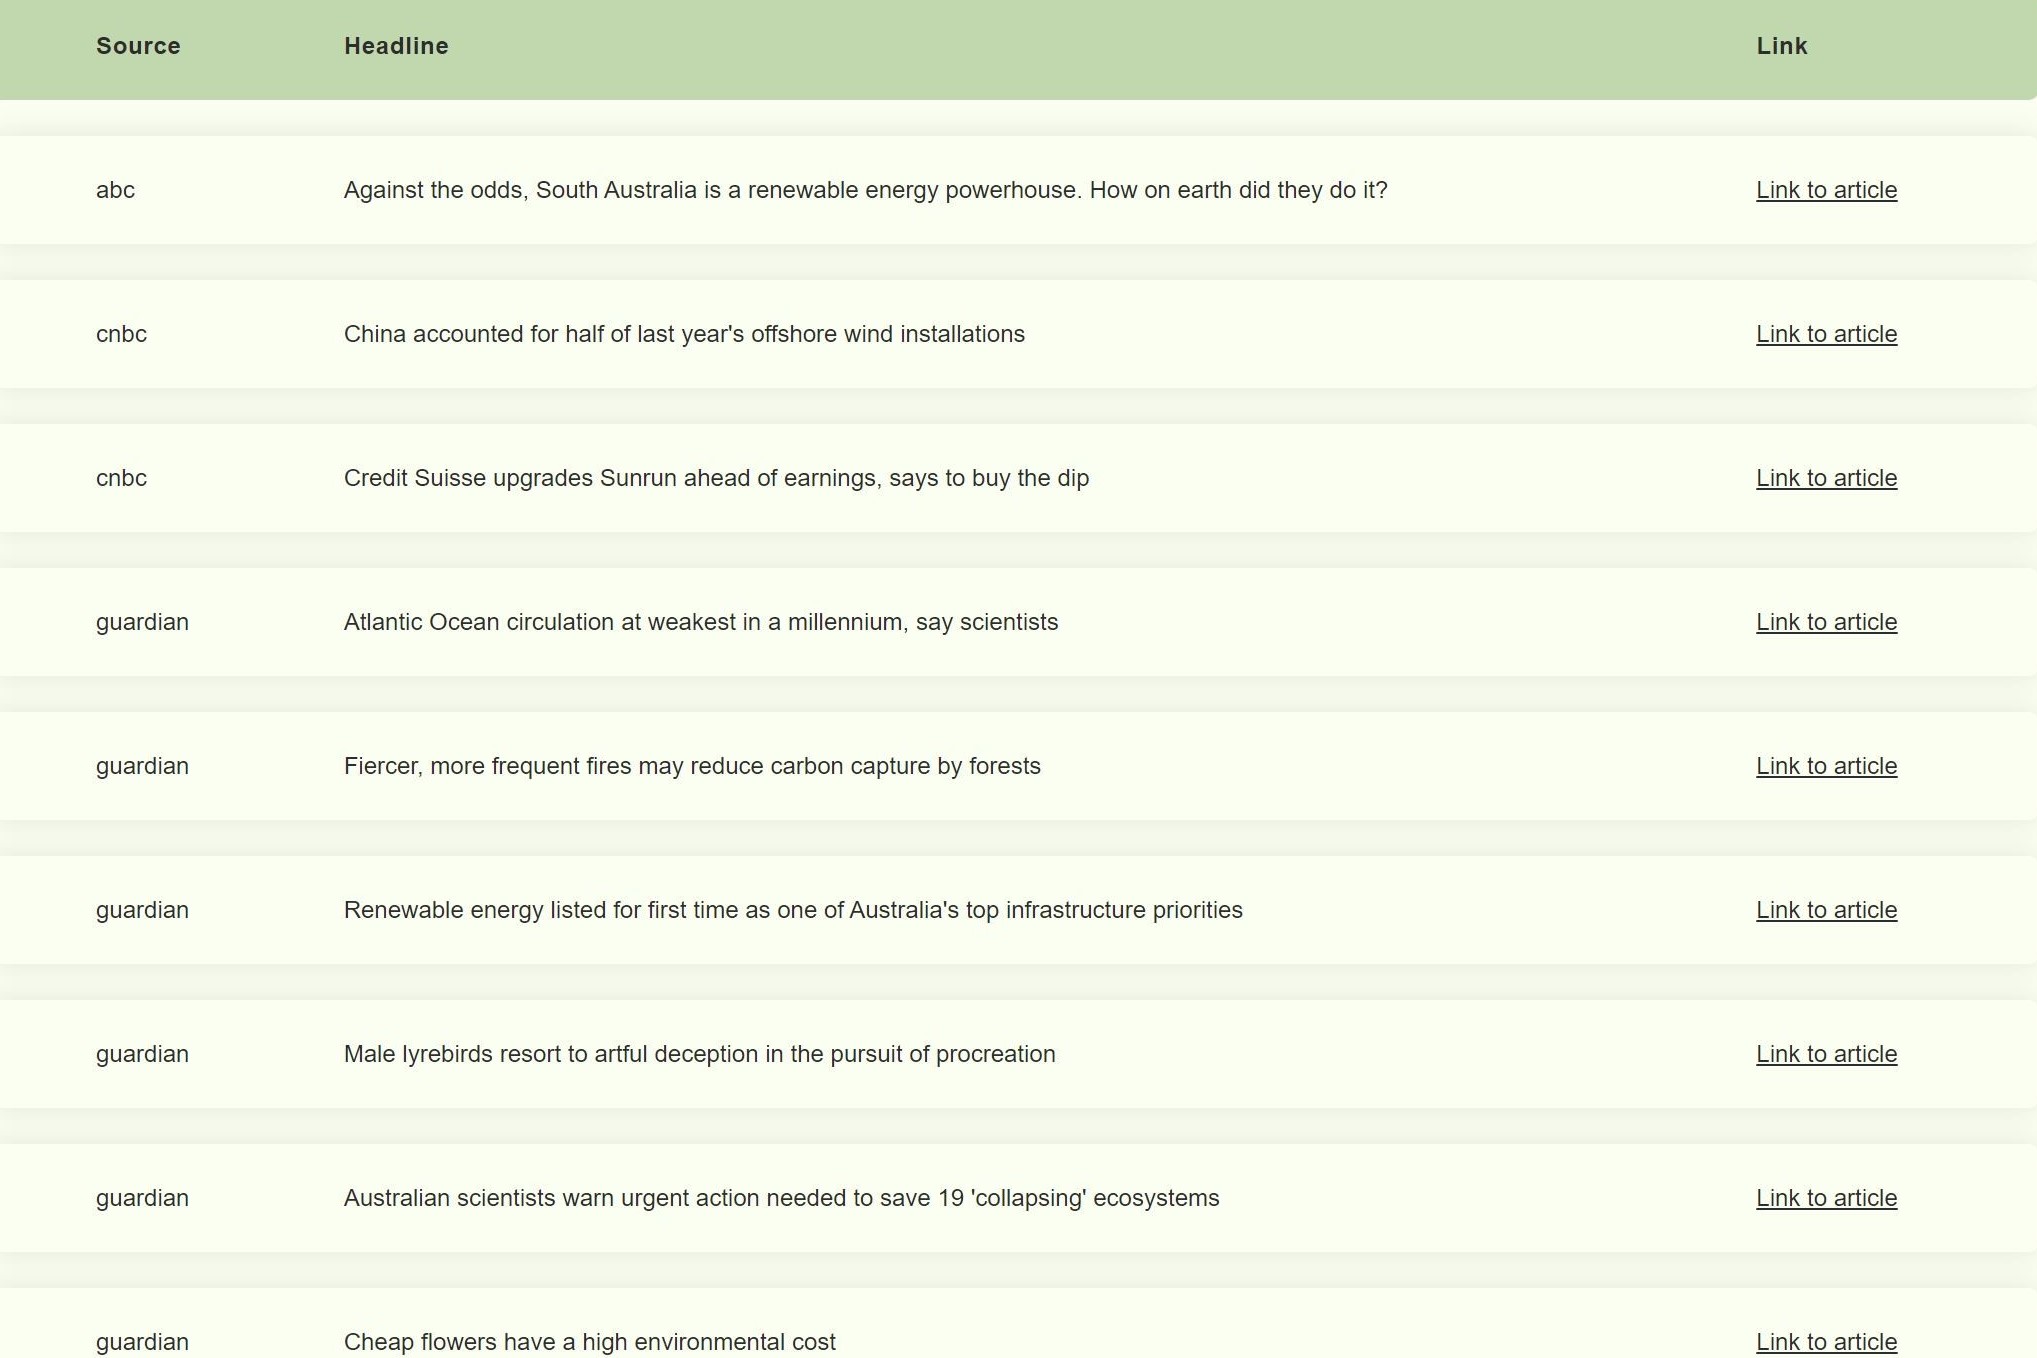 Source Headline Link
abc Against the odds, South Australia is a renewable energy powerhouse. How on earth did they do it? Link to article
cnbc China accounted for half of last year's offshore wind installations Link to article
cnbc Credit Suisse upgrades Sunrun ahead of earnings, says to buy the dip Link to article
guardian Atlantic Ocean circulation at weakest in a millennium, say scientists Link to article
guardian Fiercer, more frequent fires may reduce carbon capture by forests Link to article
guardian Renewable energy listed for first time as one of Australia's top infrastructure priorities Link to article
guardian Male lyrebirds resort to artful deception in the pursuit of procreation Link to article
guardian Australian scientists warn urgent action needed to save 19 'collapsing' ecosystems Link to article
guardian Cheap flowers have a high environmental cost Link to article